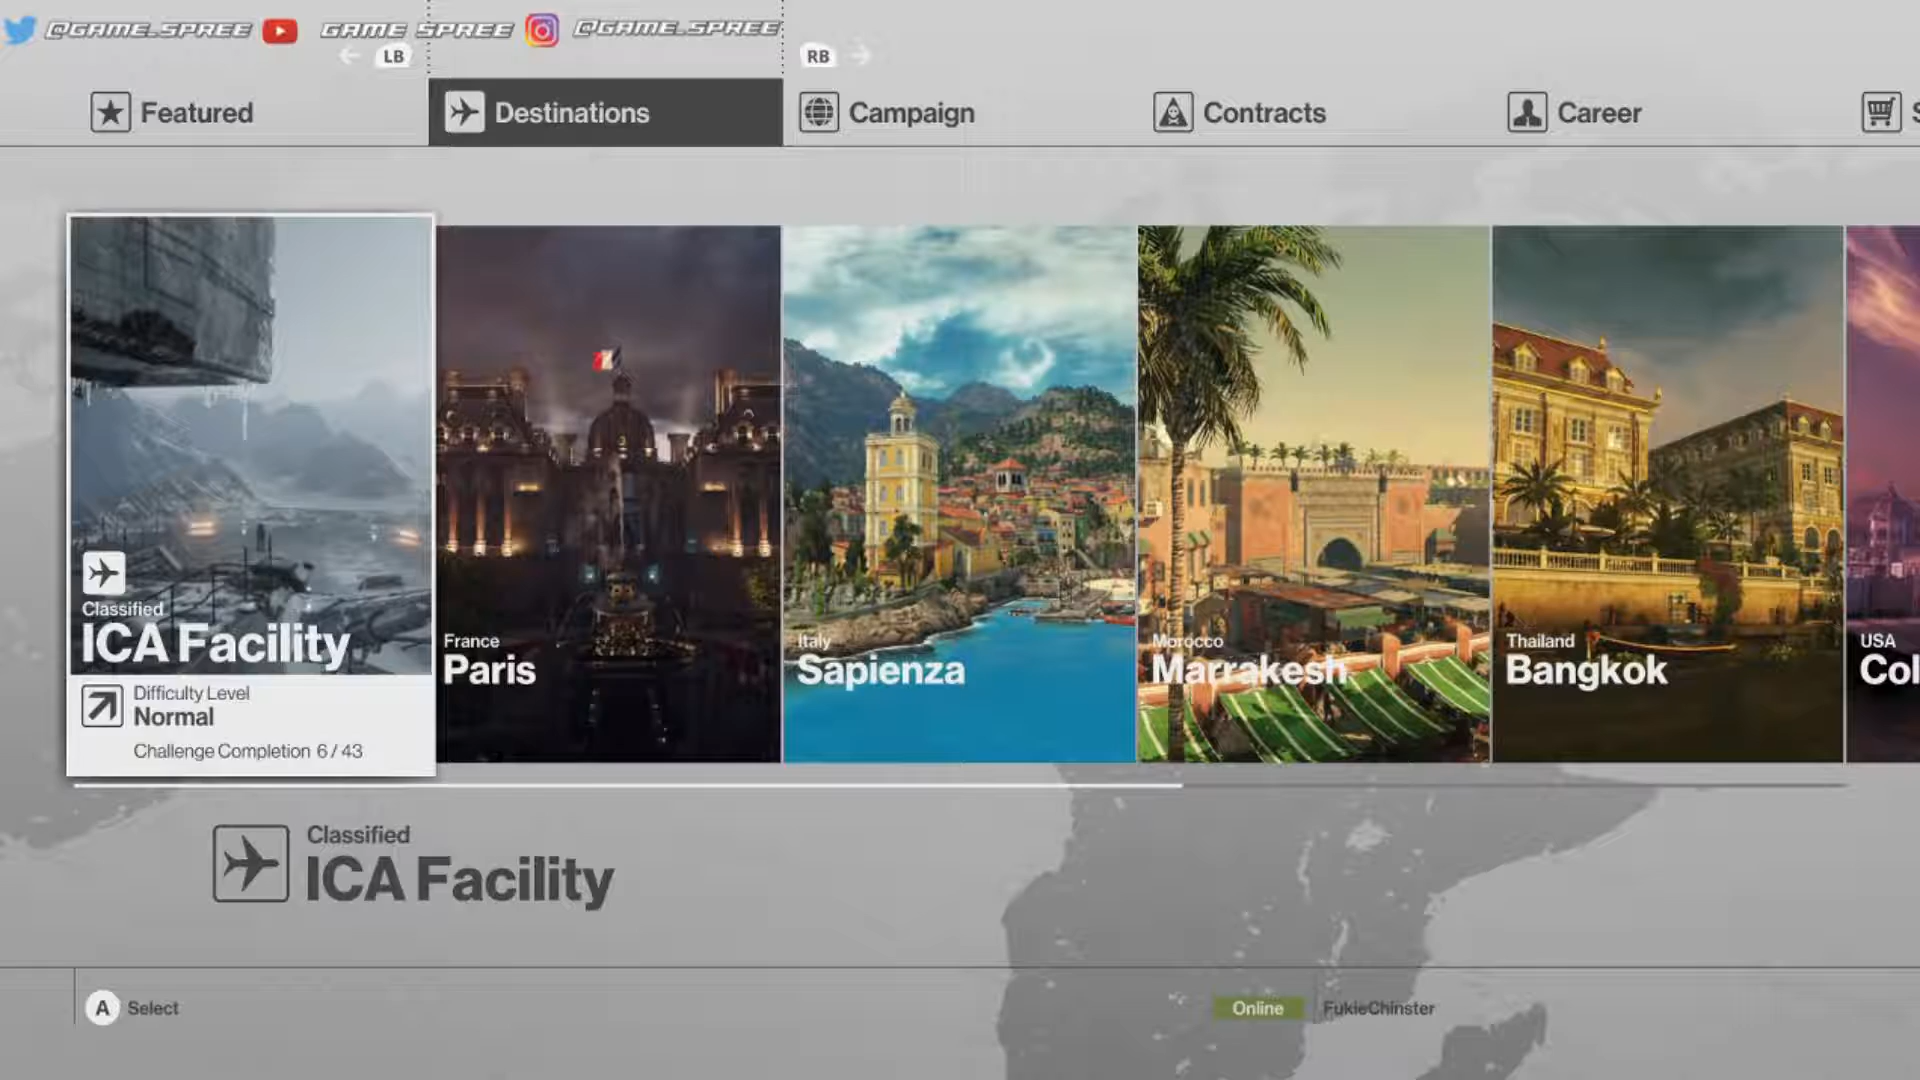 @GAME_SPREE GAME SPREE @GAME_SPREE
LB RB
Featured Destinations Campaign Contracts Career
Classified
ICA Facility
Difficulty Level
Normal
Challenge Completion 6 / 43
France
Paris
Italy
Sapienza
Morocco
Marrakesh
Thailand
Bangkok
USA
Col
Classified
ICA Facility
A Select
Online FukieChinster